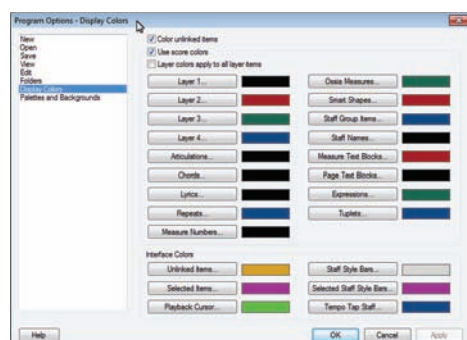 Program Options - Display Colors
New
Open
Save
View
Edit
Folders
Display Colors
Palettes and Backgrounds
Color unlinked items
Use score colors
Layer colors apply to all layer items
Layer 1...
Layer 2...
Layer 3...
Layer 4...
Articulations...
Chords...
Lyrics...
Repeats...
Measure Numbers...
Ossia Measures...
Smart Shapes...
Staff Group Items...
Staff Names...
Measure Text Blocks...
Page Text Blocks...
Expressions...
Tuplets...
Interface Colors
Unlinked Items...
Selected Items...
Playback Cursor...
Staff Style Bars...
Selected Staff Style Bars...
Tempo Tap Staff...
Help
OK
Cancel
Apply